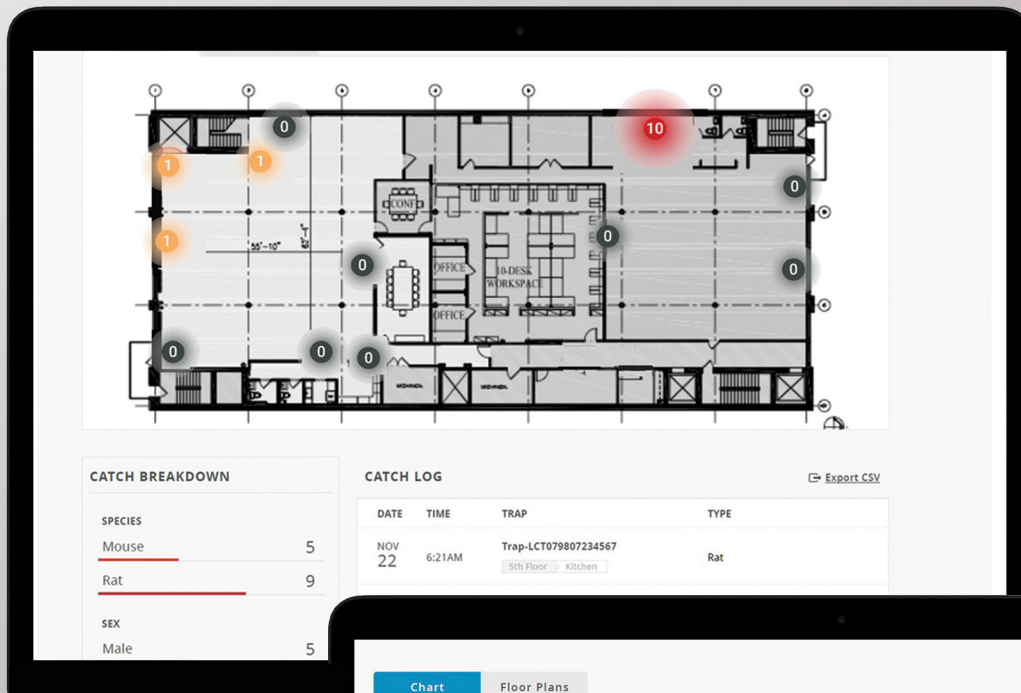 0
10
1
1
0
CONF
1
0
55'-10"
62'-4"
0
OFFICE
10-DESK
WORKSPACE
0
OFFICE
0
0
0
CATCH BREAKDOWN
SPECIES
Mouse 5
Rat 9
SEX
Male 5
CATCH LOG
Export CSV
DATE TIME TRAP TYPE
NOV
22
6:21AM
Trap-LCT079807234567
5th Floor Kitchen
Rat
Chart Floor Plans